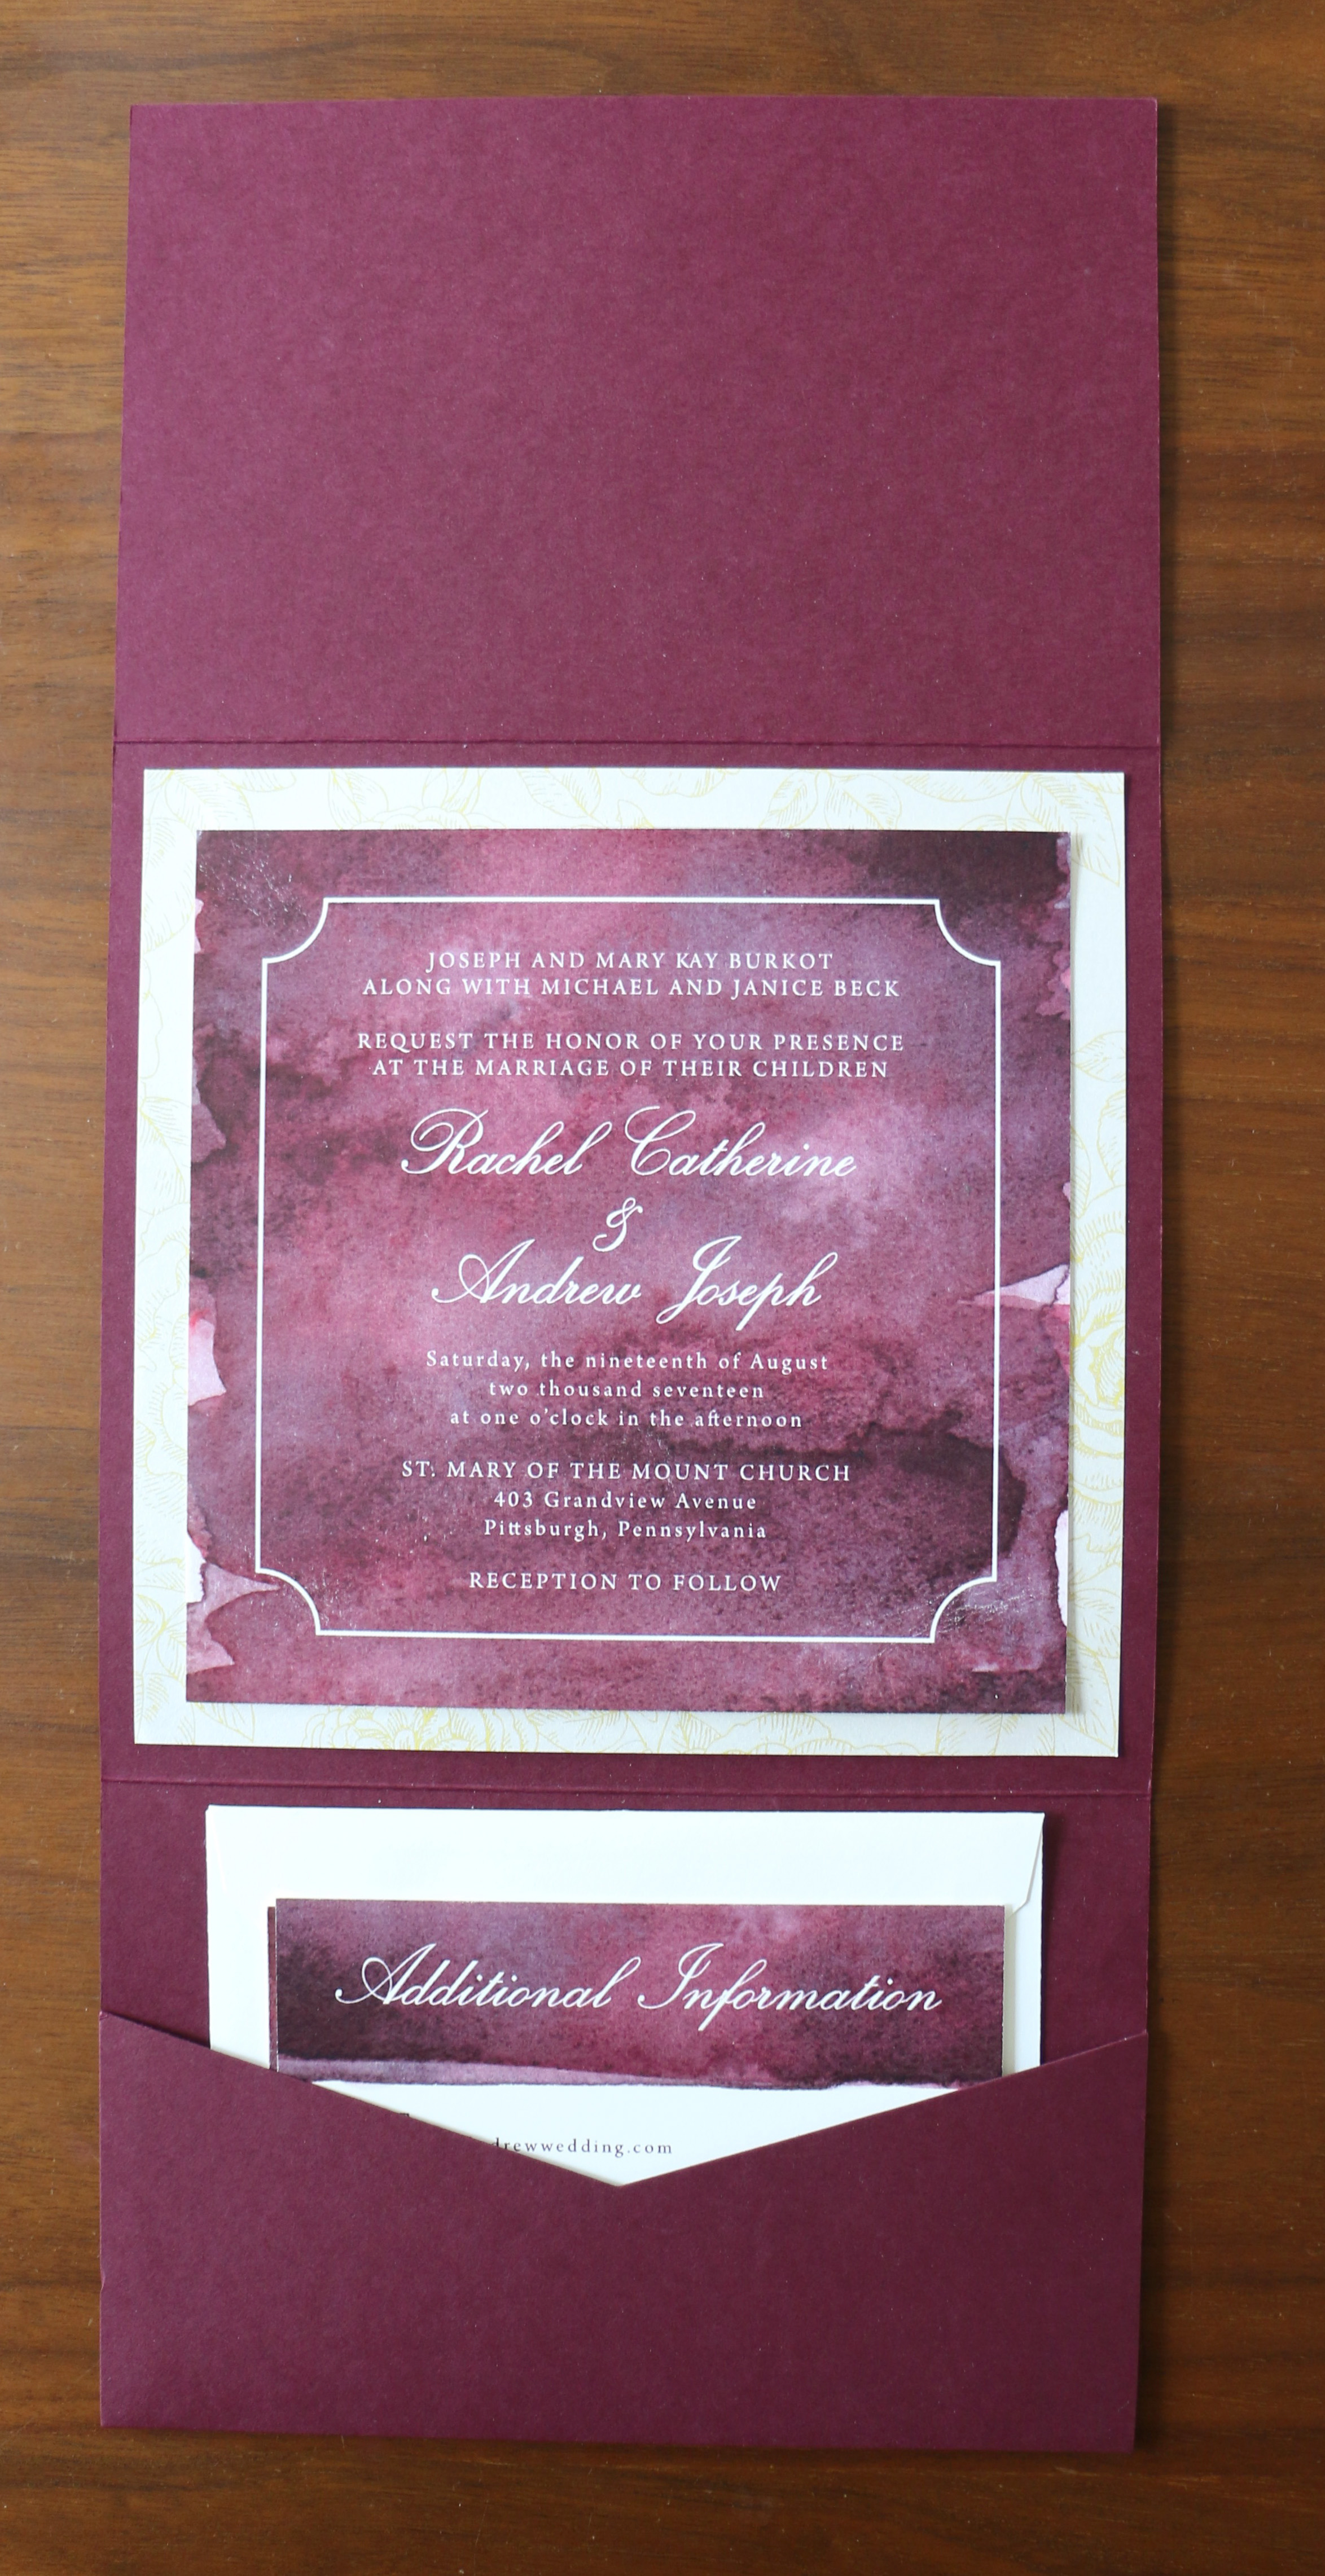 JOSEPH AND MARY KAY BURKOT
ALONG WITH MICHAEL AND JANICE BECK
REQUEST THE HONOR OF YOUR PRESENCE
AT THE MARRIAGE OF THEIR CHILDREN
Rachel Catherine
&
Andrew Joseph
Saturday, the nineteenth of August
two thousand seventeen
at one o'clock in the afternoon
ST. MARY OF THE MOUNT CHURCH
403 Grandview Avenue
Pittsburgh, Pennsylvania
RECEPTION TO FOLLOW
Additional Information
drewwedding.com